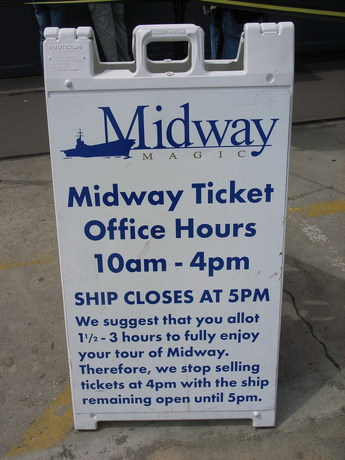 Midway
MAGIC
Midway Ticket
Office Hours
10am - 4pm
SHIP CLOSES AT 5PM
We suggest that you allot
1 1/2 - 3 hours to fully enjoy
your tour of Midway.
Therefore, we stop selling
tickets at 4pm with the ship
remaining open until 5pm.